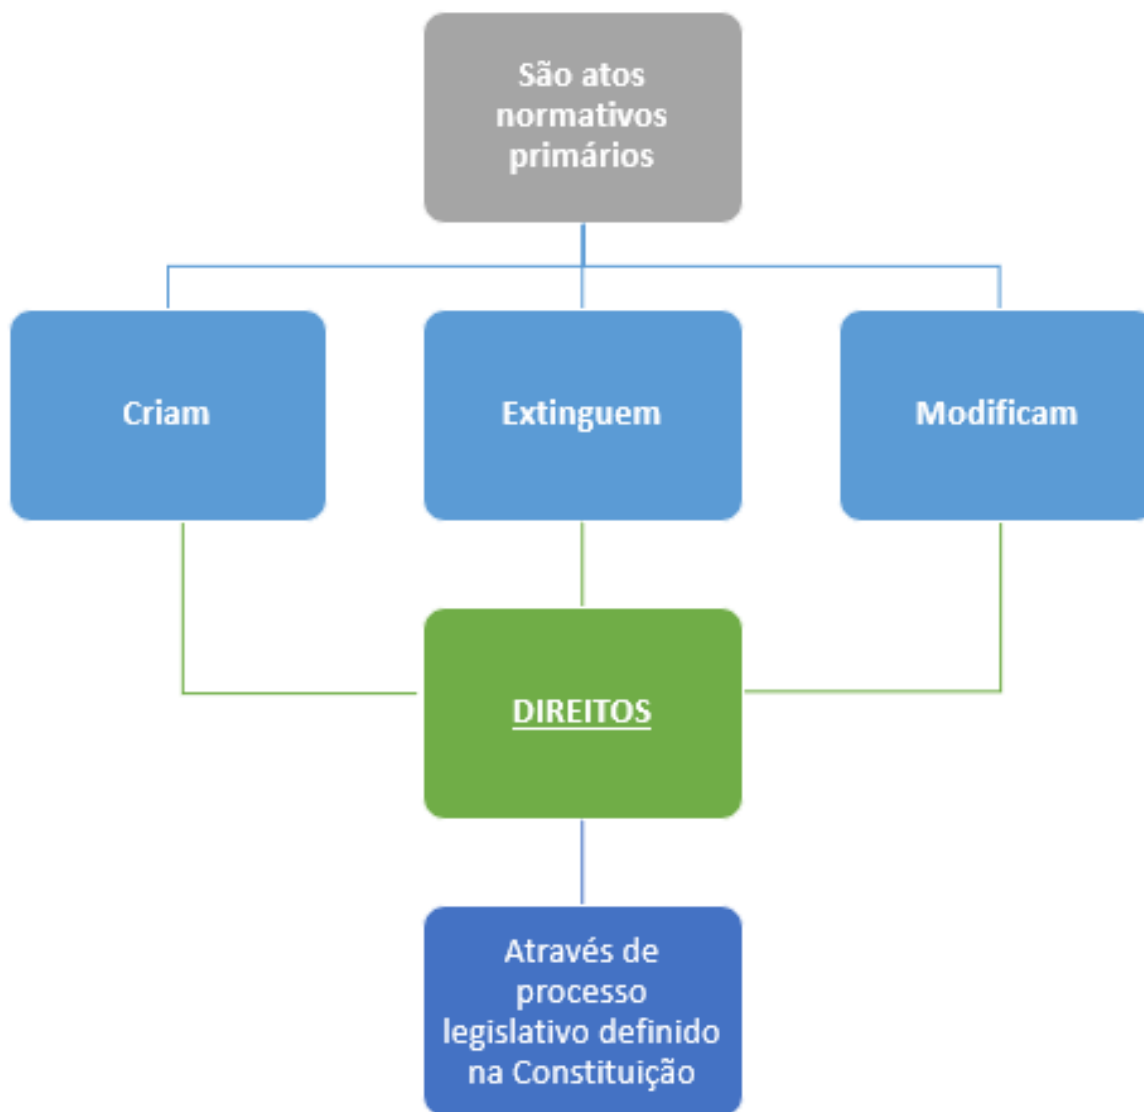 São atos
normativos
primários
Criam
Extinguem
Modificam
DIREITOS
Através de
processo
legislativo definido
na Constituição